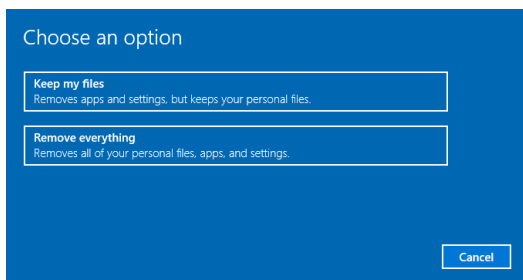 Choose an option
Keep my files
Removes apps and settings, but keeps your personal files.
Remove everything
Removes all of your personal files, apps, and settings.
Cancel